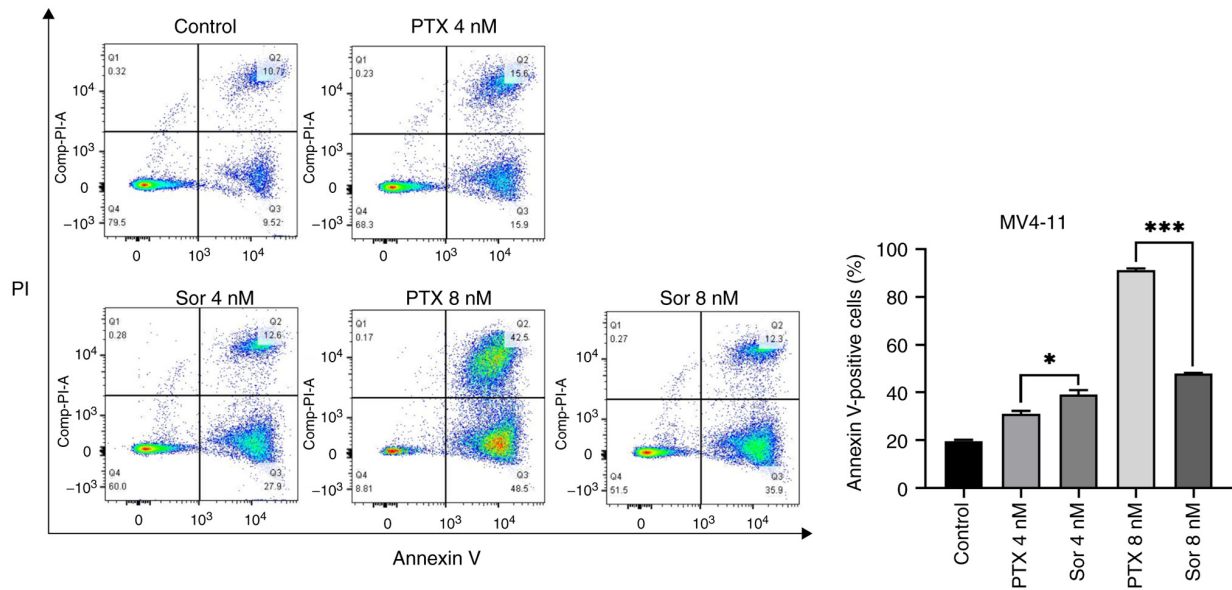 Control
Q1
0.32
Q2
10.7
Q4
79.5
Q3
9.52
Comp-PI-A
10⁴
10³
0
–10³
0
10³
10⁴
PTX 4 nM
Q1
0.23
Q2
15.6
Q4
68.3
Q3
15.9
Comp-PI-A
10⁴
10³
0
–10³
0
10³
10⁴
PI
Sor 4 nM
Q1
0.28
Q2
12.6
Q4
60.0
Q3
27.9
Comp-PI-A
10⁴
10³
0
–10³
0
10³
10⁴
PTX 8 nM
Q1
0.17
Q2
42.5
Q4
8.81
Q3
48.5
Comp-PI-A
10⁴
10³
0
–10³
0
10³
10⁴
Sor 8 nM
Q1
0.27
Q2
12.3
Q4
51.5
Q3
35.9
Comp-PI-A
10⁴
10³
0
–10³
0
10³
10⁴
Annexin V
MV4-11
Annexin V-positive cells (%)
100
80
60
40
20
0
*
***
Control
PTX 4 nM
Sor 4 nM
PTX 8 nM
Sor 8 nM